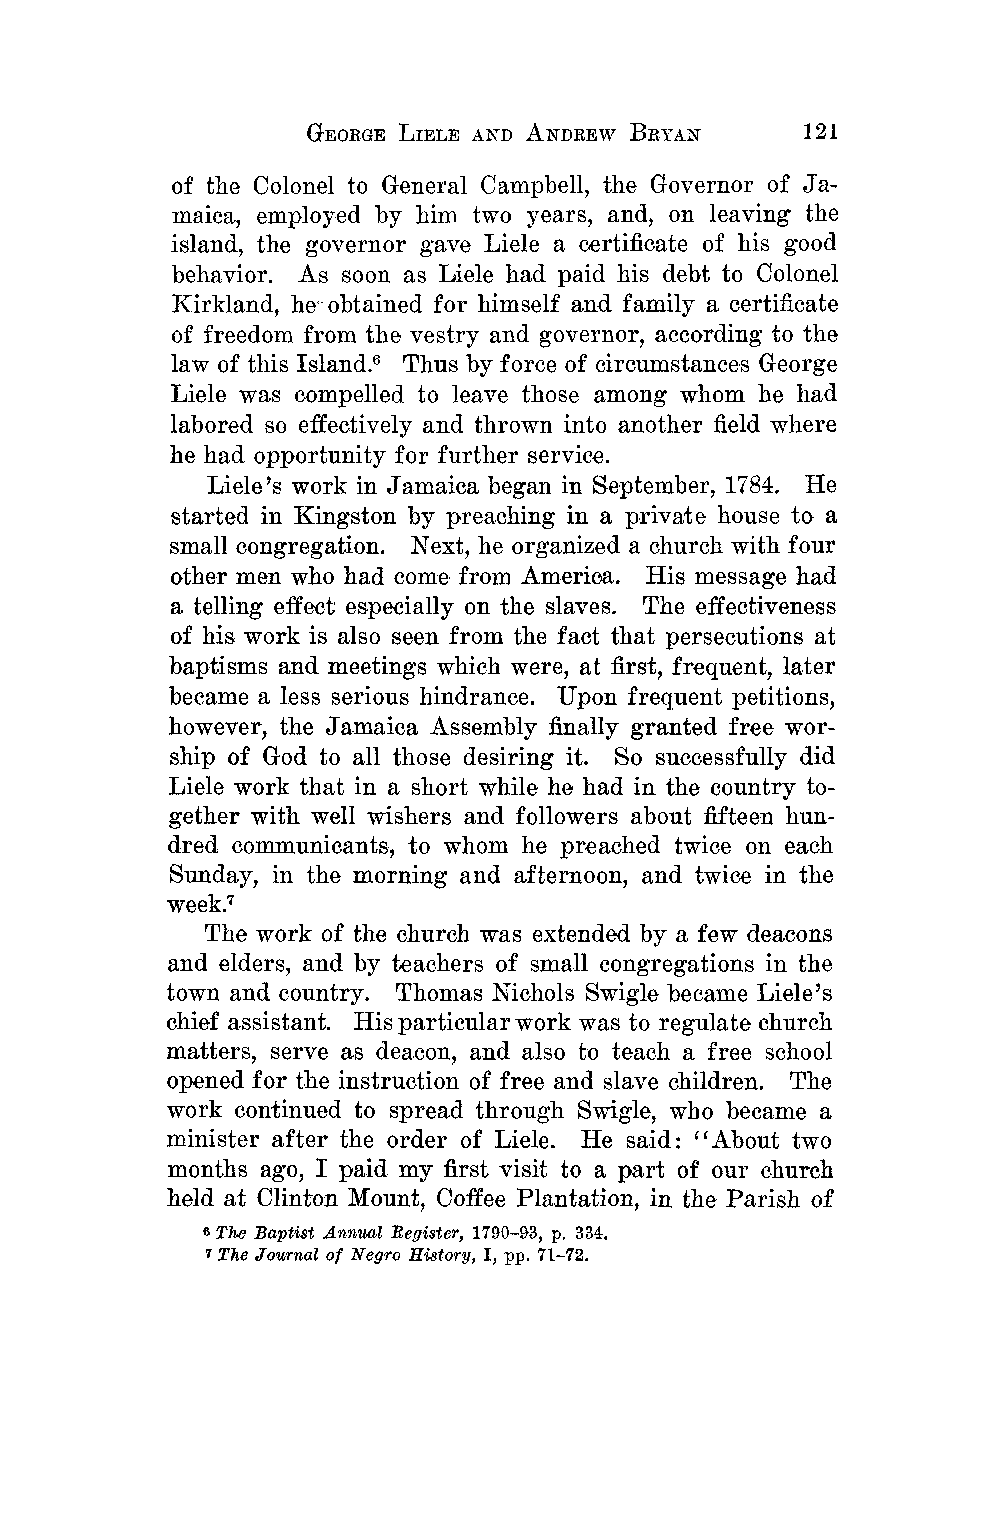 GEORGE LIELE AND ANDREW BRYAN 121
of the Colonel to General Campbell, the Governor of Ja-
maica, employed by him two years, and, on leaving the
island, the governor gave Liele a certificate of his good
behavior. As soon as Liele had paid his debt to Colonel
Kirkland, he obtained for himself and family a certificate
of freedom from the vestry and governor, according to the
law of this Island.⁶ Thus by force of circumstances George
Liele was compelled to leave those among whom he had
labored so effectively and thrown into another field where
he had opportunity for further service.
Liele's work in Jamaica began in September, 1784. He
started in Kingston by preaching in a private house to a
small congregation. Next, he organized a church with four
other men who had come from America. His message had
a telling effect especially on the slaves. The effectiveness
of his work is also seen from the fact that persecutions at
baptisms and meetings which were, at first, frequent, later
became a less serious hindrance. Upon frequent petitions,
however, the Jamaica Assembly finally granted free wor-
ship of God to all those desiring it. So successfully did
Liele work that in a short while he had in the country to-
gether with well wishers and followers about fifteen hun-
dred communicants, to whom he preached twice on each
Sunday, in the morning and afternoon, and twice in the
week.⁷
The work of the church was extended by a few deacons
and elders, and by teachers of small congregations in the
town and country. Thomas Nichols Swigle became Liele's
chief assistant. His particular work was to regulate church
matters, serve as deacon, and also to teach a free school
opened for the instruction of free and slave children. The
work continued to spread through Swigle, who became a
minister after the order of Liele. He said: "About two
months ago, I paid my first visit to a part of our church
held at Clinton Mount, Coffee Plantation, in the Parish of
⁶ The Baptist Annual Register, 1790–93, p. 334.
⁷ The Journal of Negro History, I, pp. 71–72.